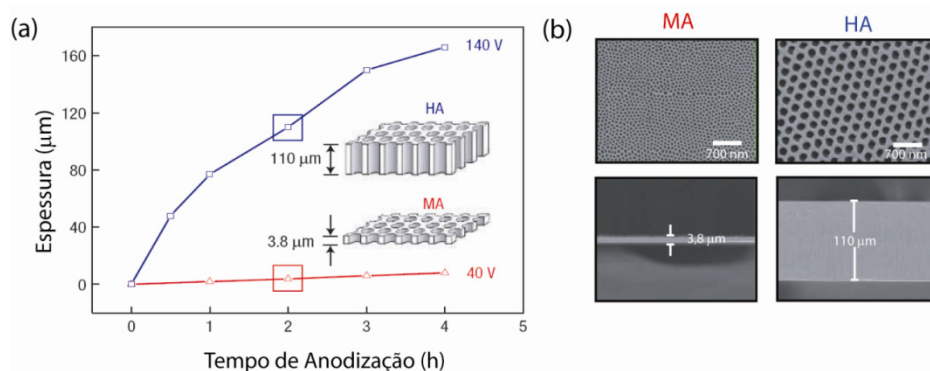 (a)
Espessura (µm)
160
120
80
40
0
140 V
HA
110 µm
MA
3.8 µm
40 V
0 1 2 3 4 5
Tempo de Anodização (h)
(b)
MA HA
700 nm 700 nm
3,8 µm 110 µm